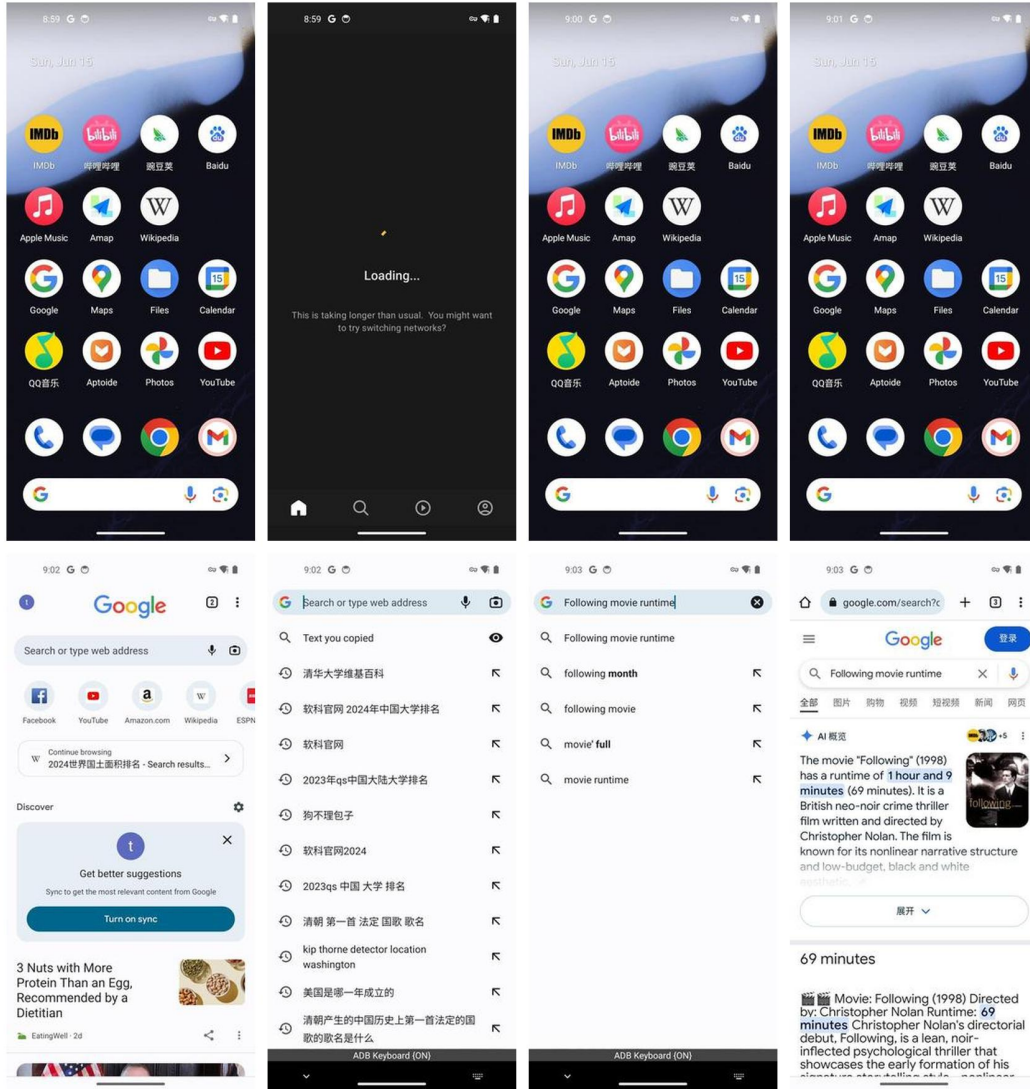 8:59 G
Sun, Jun 15
IMDb
bilibili
du
IMDb
哔哩哔哩
豌豆荚
Baidu
W
Apple Music
Amap
Wikipedia
15
Google
Maps
Files
Calendar
QQ音乐
Aptoide
Photos
YouTube
8:59 G
Loading...
This is taking longer than usual. You might want
to try switching networks?
9:00 G
Sun, Jun 15
IMDb
bilibili
du
IMDb
哔哩哔哩
豌豆荚
Baidu
W
Apple Music
Amap
Wikipedia
15
Google
Maps
Files
Calendar
QQ音乐
Aptoide
Photos
YouTube
9:01 G
Sun, Jun 15
IMDb
bilibili
du
IMDb
哔哩哔哩
豌豆荚
Baidu
W
Apple Music
Amap
Wikipedia
15
Google
Maps
Files
Calendar
QQ音乐
Aptoide
Photos
YouTube
9:02 G
t
Google
2
Search or type web address
Facebook
YouTube
Amazon.com
Wikipedia
ESPN
Continue browsing
2024世界国土面积排名 - Search results...
Discover
t
Get better suggestions
Sync to get the most relevant content from Google
Turn on sync
3 Nuts with More
Protein Than an Egg,
Recommended by a
Dietitian
EatingWell · 2d
9:02 G
Search or type web address
Text you copied
清华大学维基百科
软科官网 2024年中国大学排名
软科官网
2023年qs中国大陆大学排名
狗不理包子
软科官网2024
2023qs 中国 大学 排名
清朝 第一首 法定 国歌 歌名
kip thorne detector location
washington
美国是哪一年成立的
清朝产生的中国历史上第一首法定的国
歌的歌名是什么
ADB Keyboard {ON}
9:03 G
Following movie runtime
Following movie runtime
following month
following movie
movie' full
movie runtime
ADB Keyboard {ON}
9:03 G
google.com/search?c
3
Google
登录
Following movie runtime
全部 图片 购物 视频 短视频 新闻 网页
AI 概览
+5
The movie "Following" (1998)
has a runtime of 1 hour and 9
minutes (69 minutes). It is a
British neo-noir crime thriller
film written and directed by
Christopher Nolan. The film is
known for its nonlinear narrative structure
and low-budget, black and white
following
展开
69 minutes
Movie: Following (1998) Directed
by: Christopher Nolan Runtime: 69
minutes Christopher Nolan's directorial
debut, Following, is a lean, noir-
inflected psychological thriller that
showcases the early formation of his